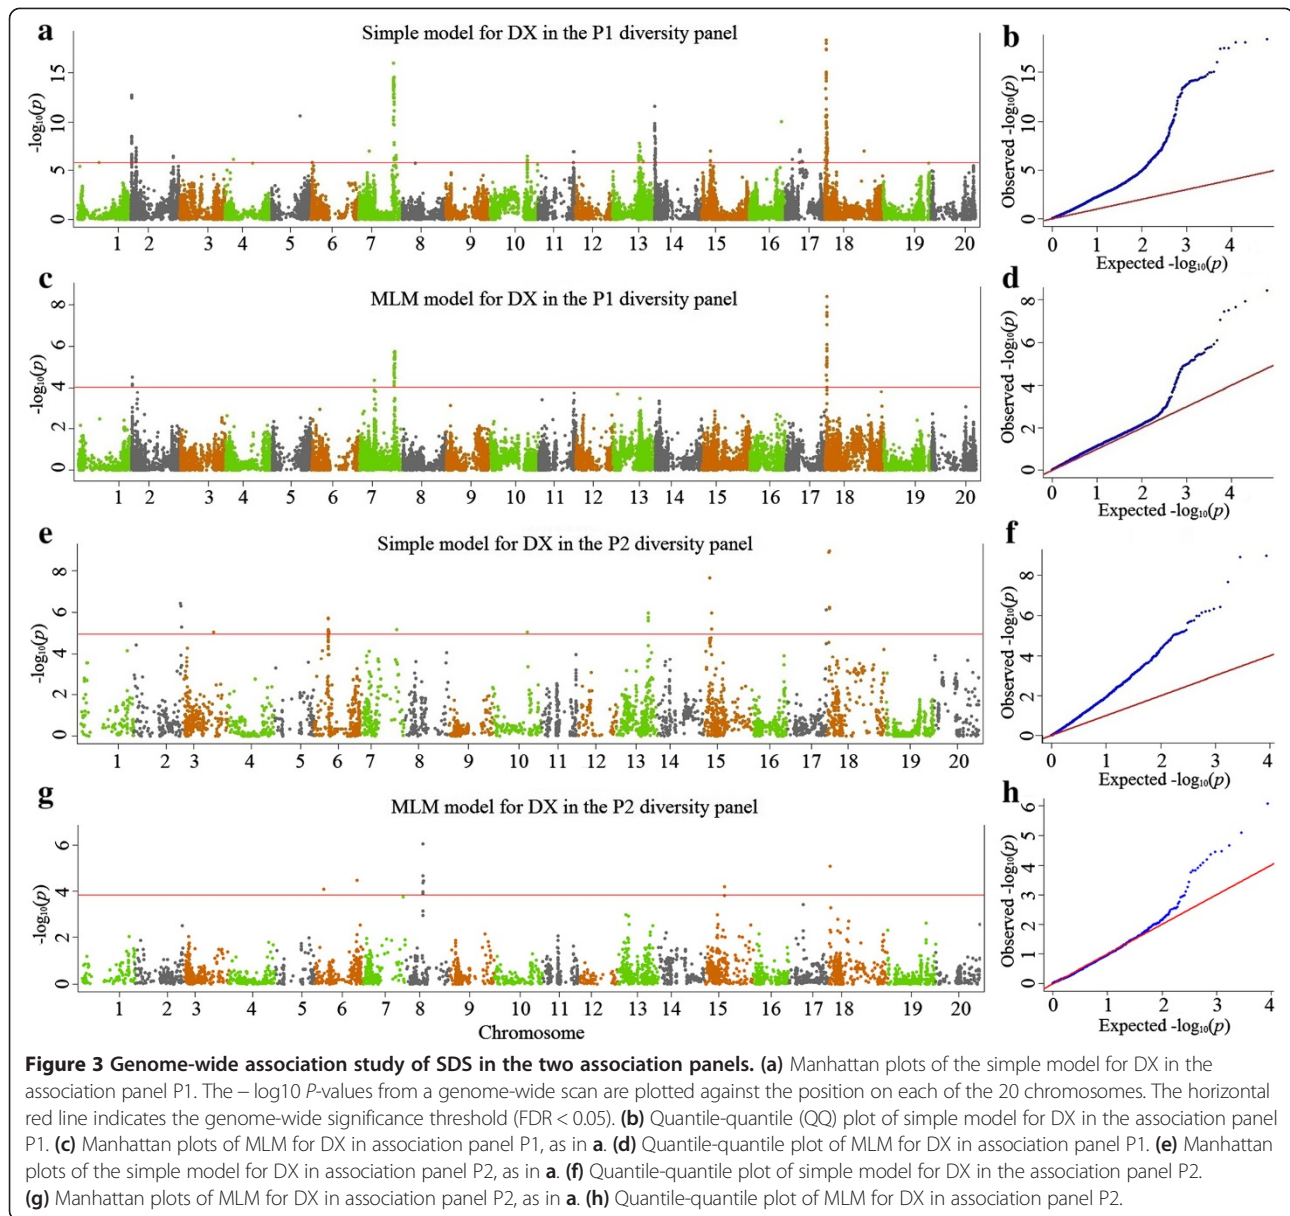 a
Simple model for DX in the P1 diversity panel
-log10(p)
15
10
5
0
1 2 3 4 5 6 7 8 9 10 11 12 13 14 15 16 17 18 19 20
b
Observed -log10(p)
15
10
5
0
0 1 2 3 4
Expected -log10(p)
c
MLM model for DX in the P1 diversity panel
-log10(p)
8
6
4
2
0
1 2 3 4 5 6 7 8 9 10 11 12 13 14 15 16 17 18 19 20
d
Observed -log10(p)
8
6
4
2
0
0 1 2 3 4
Expected -log10(p)
e
Simple model for DX in the P2 diversity panel
-log10(p)
8
6
4
2
0
1 2 3 4 5 6 7 8 9 10 11 12 13 14 15 16 17 18 19 20
f
Observed -log10(p)
8
6
4
2
0
0 1 2 3 4
Expected -log10(p)
g
MLM model for DX in the P2 diversity panel
-log10(p)
6
4
2
0
1 2 3 4 5 6 7 8 9 10 11 12 13 14 15 16 17 18 19 20
Chromosome
h
Observed -log10(p)
6
5
4
3
2
1
0
0 1 2 3 4
Expected -log10(p)
Figure 3 Genome-wide association study of SDS in the two association panels. (a) Manhattan plots of the simple model for DX in the
association panel P1. The – log10 P-values from a genome-wide scan are plotted against the position on each of the 20 chromosomes. The horizontal
red line indicates the genome-wide significance threshold (FDR < 0.05). (b) Quantile-quantile (QQ) plot of simple model for DX in the association panel
P1. (c) Manhattan plots of MLM for DX in association panel P1, as in a. (d) Quantile-quantile plot of MLM for DX in association panel P1. (e) Manhattan
plots of the simple model for DX in association panel P2, as in a. (f) Quantile-quantile plot of simple model for DX in the association panel P2.
(g) Manhattan plots of MLM for DX in association panel P2, as in a. (h) Quantile-quantile plot of MLM for DX in association panel P2.